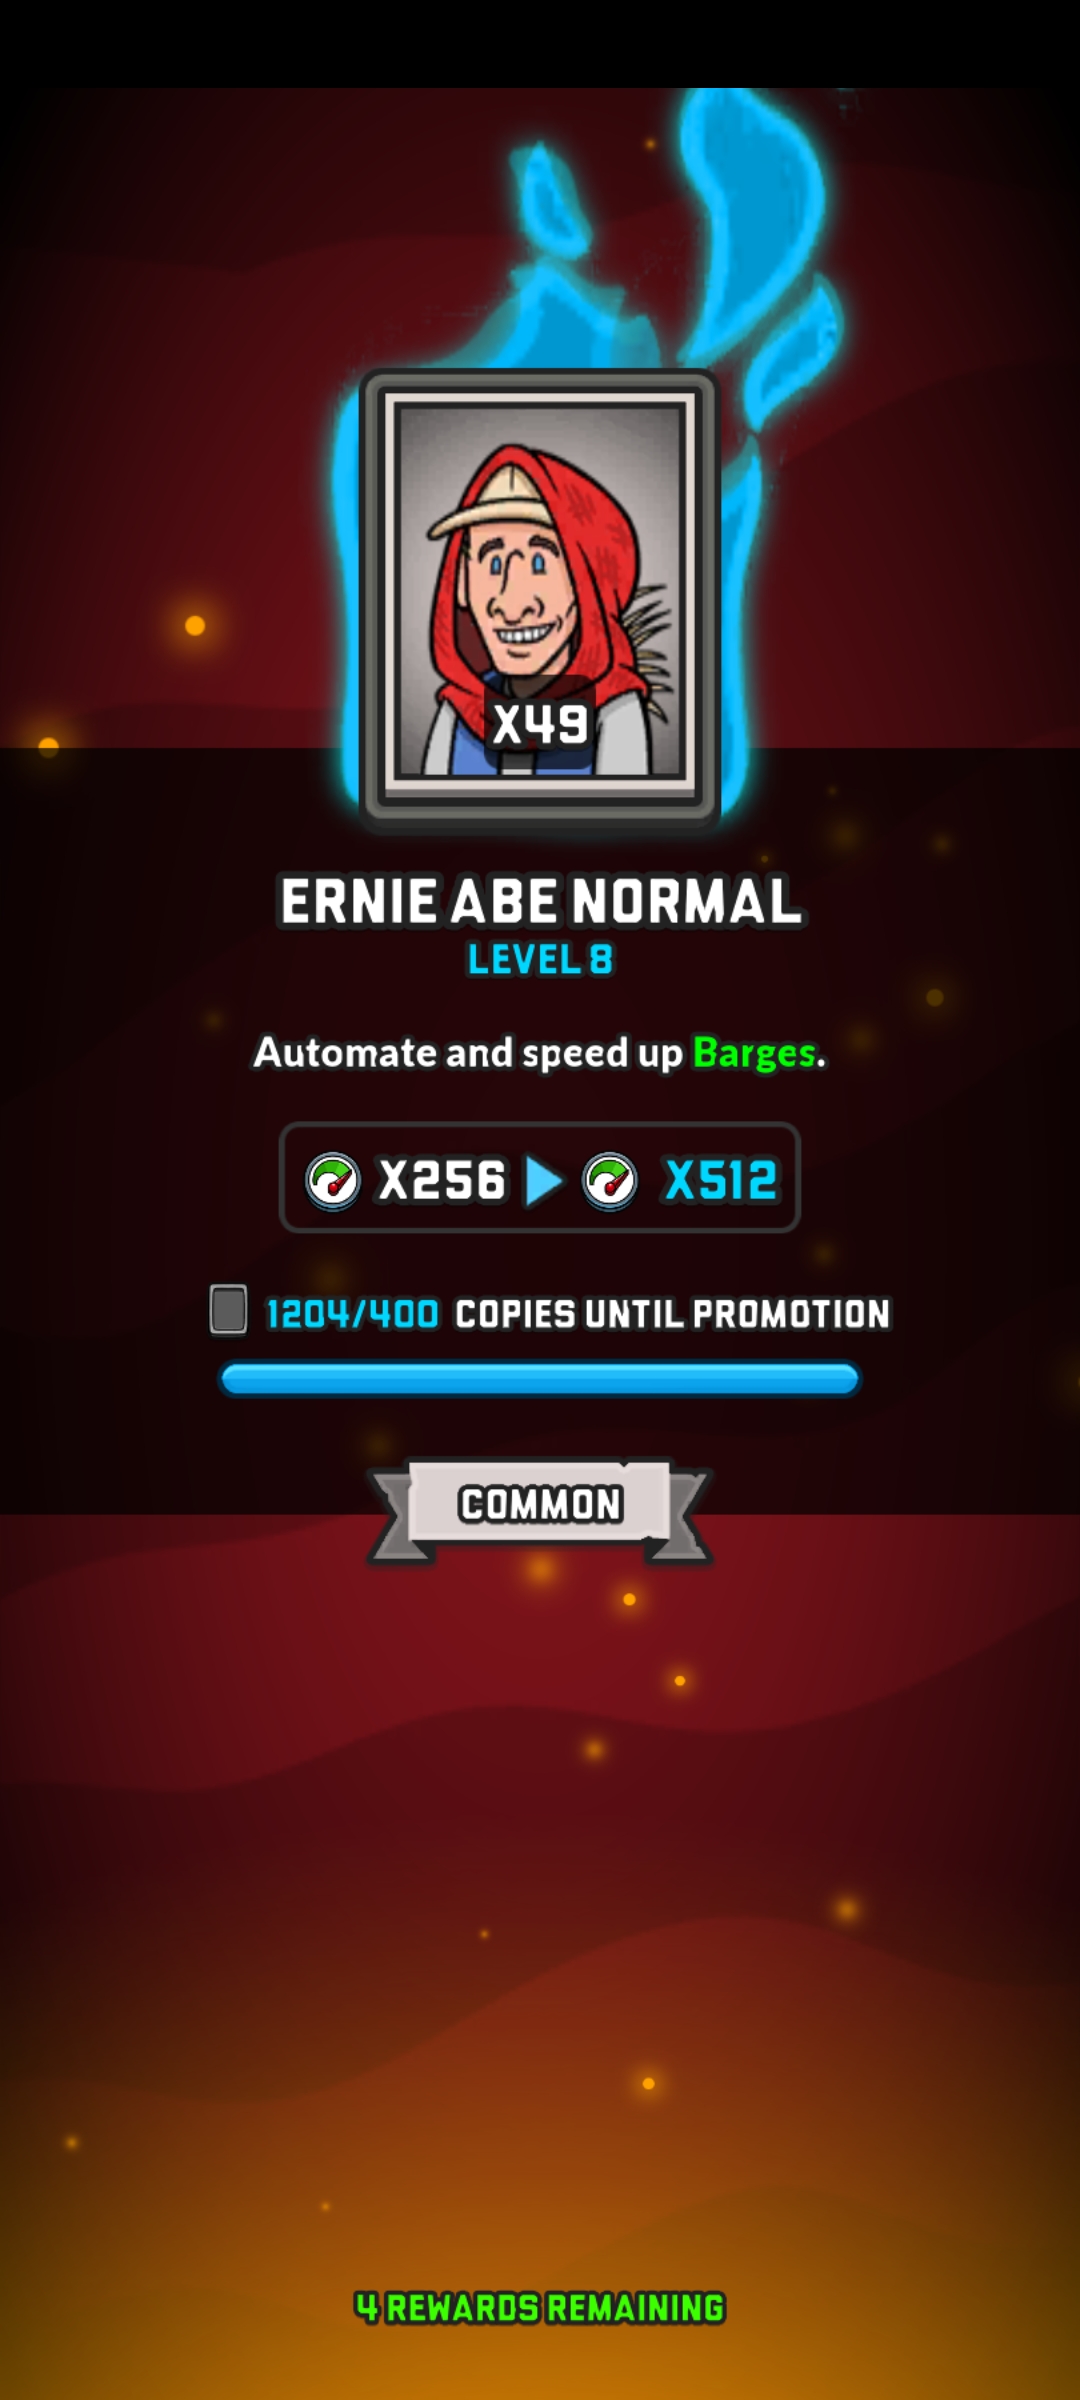 X49
ERNIE ABE NORMAL
LEVEL 8
Automate and speed up Barges.
X256 X512
1204/400 COPIES UNTIL PROMOTION
COMMON
4 REWARDS REMAINING